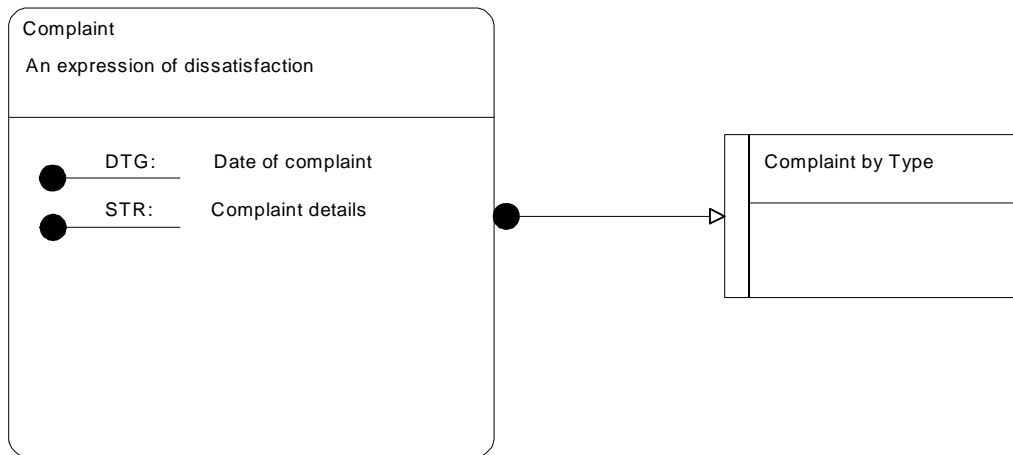 Complaint
An expression of dissatisfaction
DTG: Date of complaint
STR: Complaint details
Complaint by Type